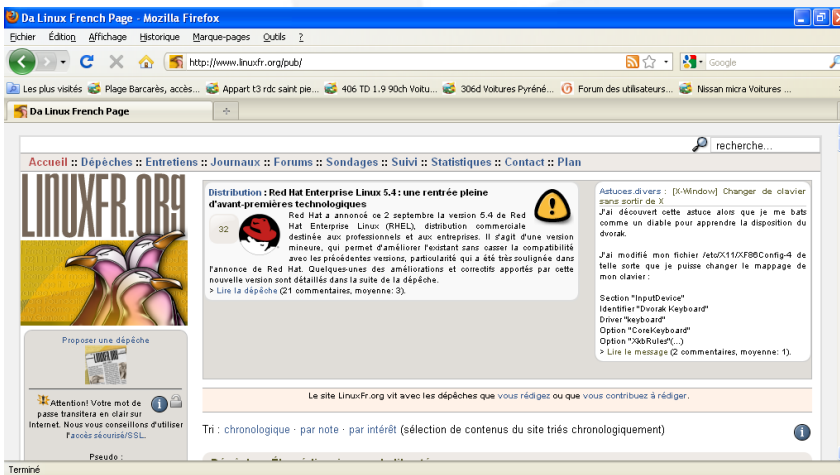 Da Linux French Page - Mozilla Firefox
Fichier Édition Affichage Historique Marque-pages Outils ?
http://www.linuxfr.org/pub/
Google
Les plus visités Plage Barcarès, accès... Appart t3 rdc saint pie... 406 TD 1.9 90ch Voitu... 306d Voitures Pyréné... Forum des utilisateurs... Nissan micra Voitures ...
Da Linux French Page
recherche...
Accueil :: Dépêches :: Entretiens :: Journaux :: Forums :: Sondages :: Suivi :: Statistiques :: Contact :: Plan
LINUXFR.ORG
Proposer une dépêche
Attention! Votre mot de
passe transitera en clair sur
Internet. Nous vous conseillons d'utiliser
l'accès sécurisé/SSL.
Pseudo :
Distribution : Red Hat Enterprise Linux 5.4 : une rentrée pleine
d'avant-premières technologiques
32
Red Hat a annoncé ce 2 septembre la version 5.4 de Red
Hat Enterprise Linux (RHEL), distribution commerciale
destinée aux professionnels et aux entreprises. Il s'agit d'une version
mineure, qui permet d'améliorer l'existant sans casser la compatibilité
avec les précédentes versions, particularité qui a été très soulignée dans
l'annonce de Red Hat. Quelques-unes des améliorations et correctifs apportés par cette
nouvelle version sont détaillés dans la suite de la dépêche.
> Lire la dépêche (21 commentaires, moyenne: 3).
Astuces.divers : [X-Window] Changer de clavier
sans sortir de X
J'ai découvert cette astuce alors que je me bats
comme un diable pour apprendre la disposition du
dvorak.
J'ai modifié mon fichier /etc/X11/XF86Config-4 de
telle sorte que je puisse changer le mappage de
mon clavier :
Section "InputDevice"
Identifier "Dvorak Keyboard"
Driver "keyboard"
Option "CoreKeyboard"
Option "XkbRules"(...)
> Lire le message (2 commentaires, moyenne: 1).
Le site LinuxFr.org vit avec les dépêches que vous rédigez ou que vous contribuez à rédiger.
Tri : chronologique · par note · par intérêt (sélection de contenus du site triés chronologiquement)
Terminé